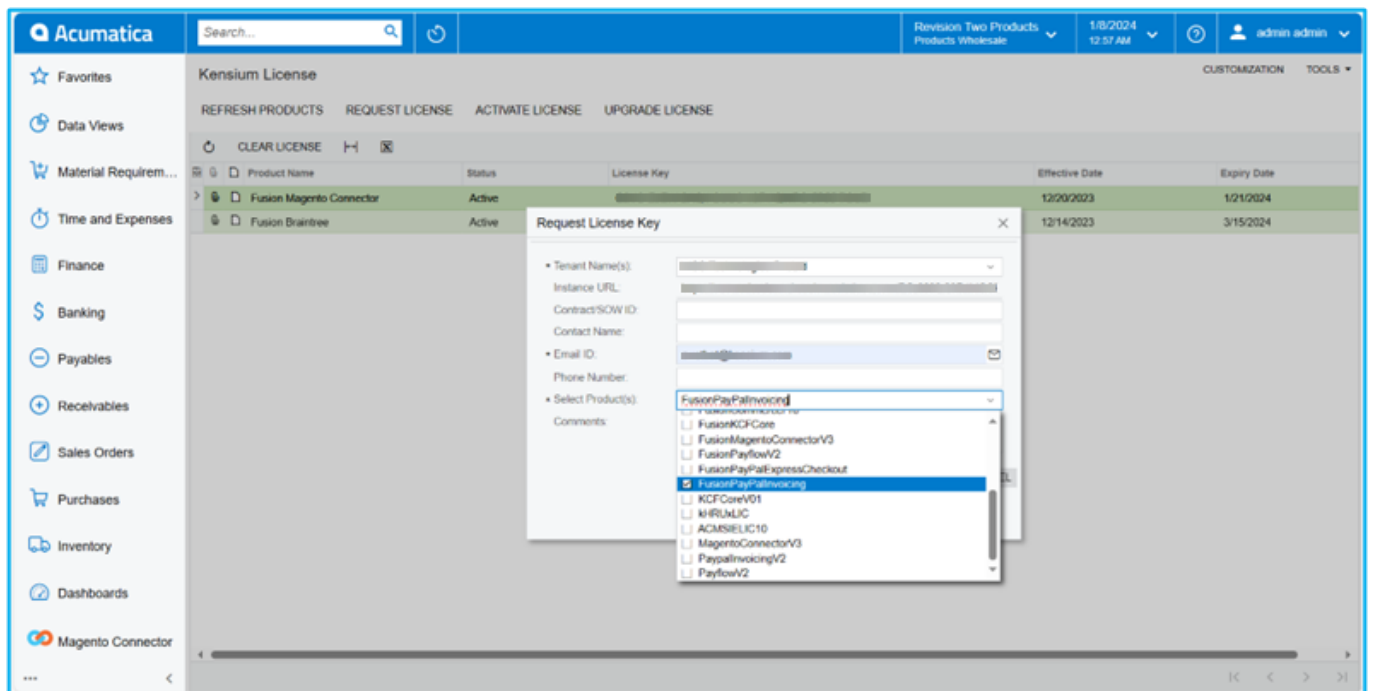 Acumatica
Search...
Revision Two Products
Products Wholesale
1/8/2024
12:57 AM
admin admin
Favorites
Data Views
Material Requirem...
Time and Expenses
Finance
Banking
Payables
Receivables
Sales Orders
Purchases
Inventory
Dashboards
Magento Connector
Kensium License
CUSTOMIZATION TOOLS
REFRESH PRODUCTS REQUEST LICENSE ACTIVATE LICENSE UPGRADE LICENSE
CLEAR LICENSE
Product Name Status License Key Effective Date Expiry Date
Fusion Magento Connector Active 12/20/2023 1/21/2024
Fusion Braintree Active 12/14/2023 3/15/2024
Request License Key
Tenant Name(s):
Instance URL:
Contract/SOW ID:
Contact Name:
Email ID:
Phone Number:
Select Product(s): FusionPayPalInvoicing
Comments:
FusionKCFCore
FusionMagentoConnectorV3
FusionPayflowV2
FusionPayPalExpressCheckout
FusionPayPalInvoicing
KCFCoreV01
kHRUxLIC
ACMSIELIC10
MagentoConnectorV3
PaypalInvoicingV2
PayflowV2